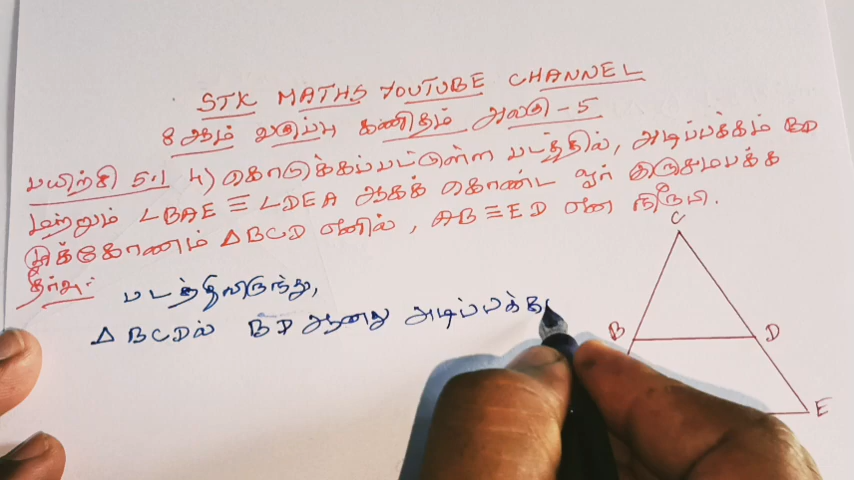 STK MATHS YOUTUBE CHANNEL
8 ஆம் வகுப்பு கணிதம் அலகு - 5
பயிற்சி 5.1 4) கொடுக்கப்பட்டுள்ள படத்தில், அடிப்பக்கம் BD
மற்றும் ∠BAE ≡ ∠DEA ஆகக் கொண்ட ஓர் இருசமபக்க
முக்கோணம் ΔBCD எனில், AB ≡ ED என நிரூபி.
தீர்வு:
படத்திலிருந்து,
Δ BCDல் BD ஆனது அடிப்பக்க
C
B
D
E